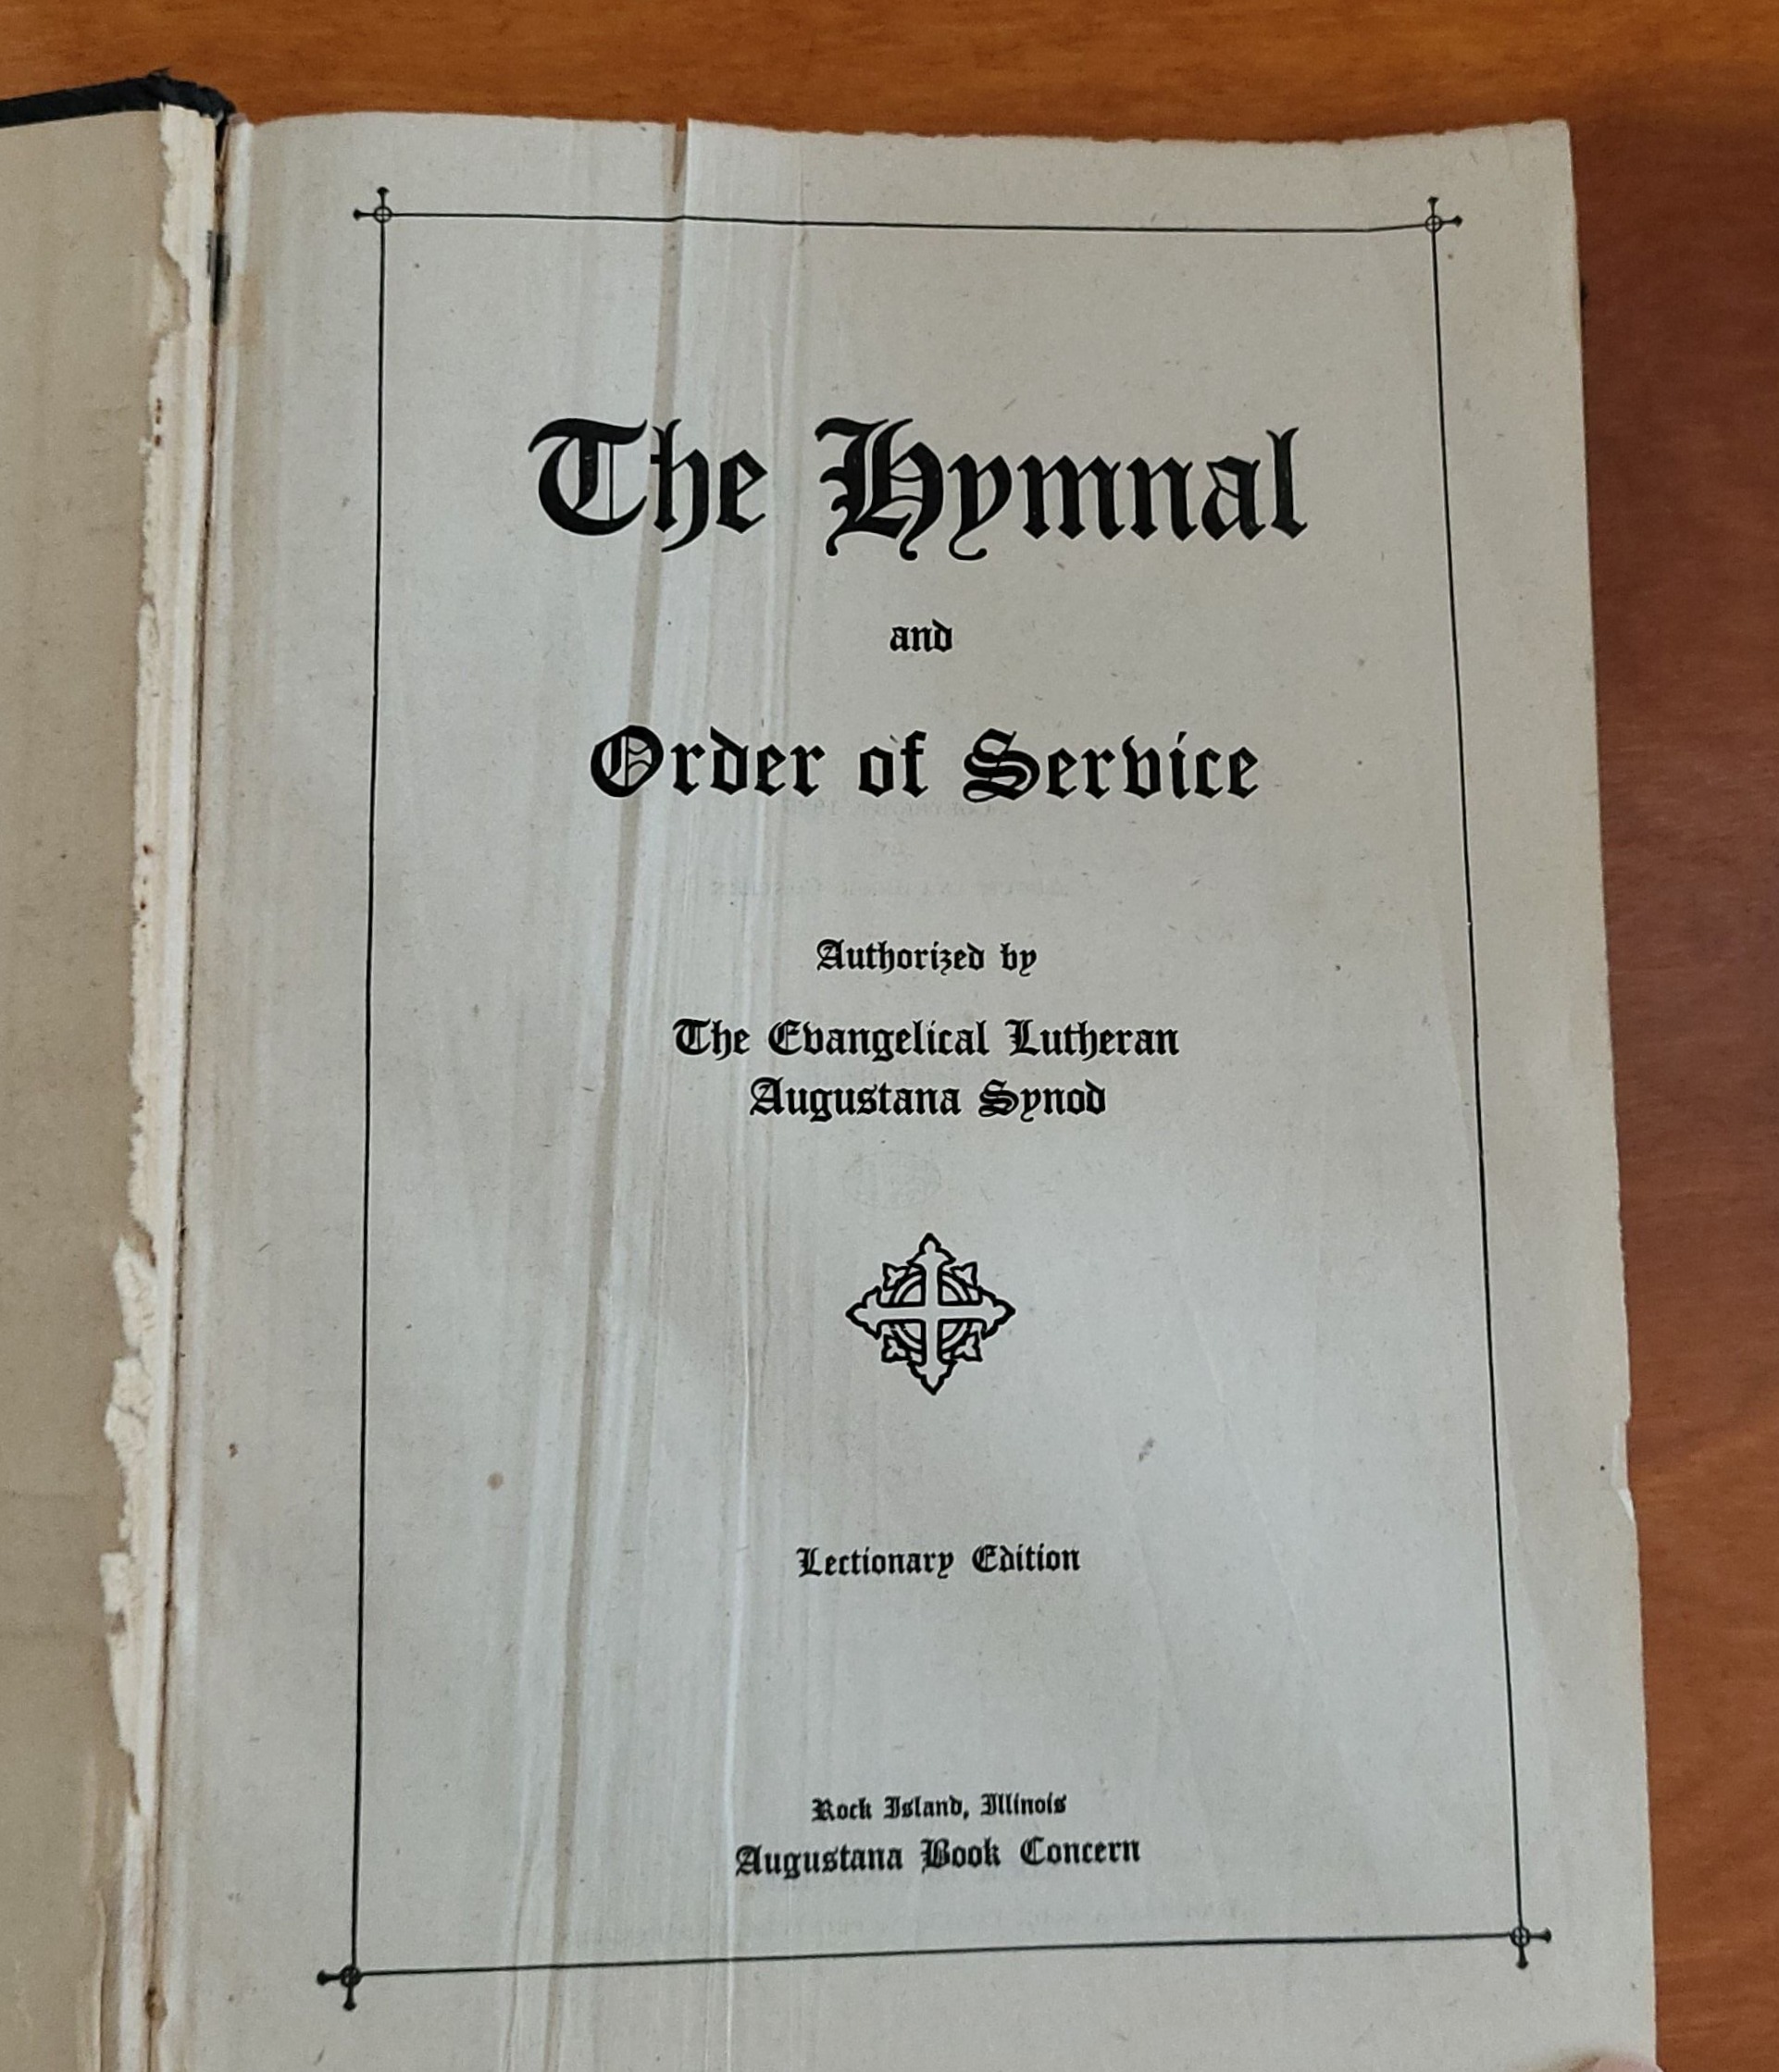 The Hymnal
and
Order of Service
Authorized by
The Evangelical Lutheran
Augustana Synod
Lectionary Edition
Rock Island, Illinois
Augustana Book Concern